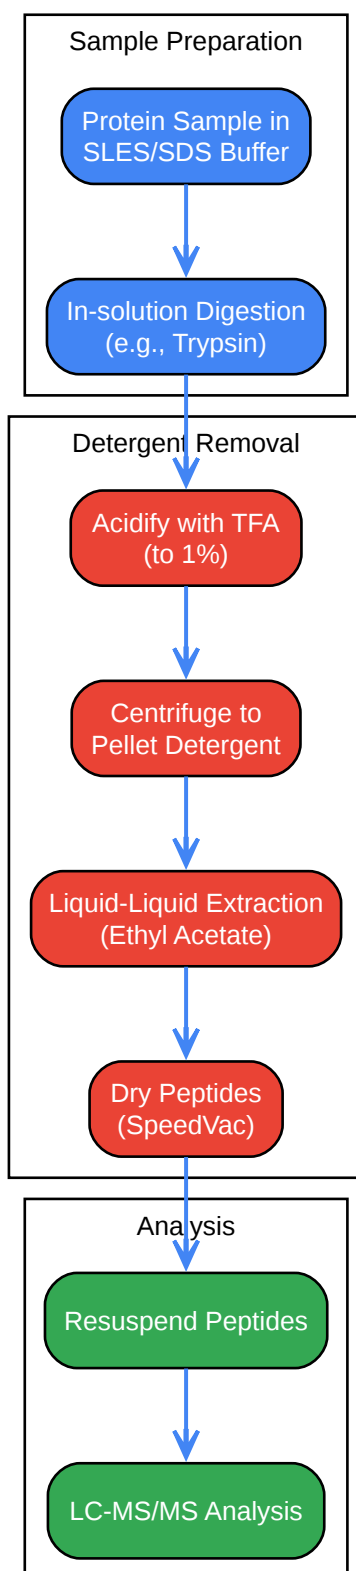 Sample Preparation
Protein Sample in
SLES/SDS Buffer
In-solution Digestion
(e.g., Trypsin)
Detergent Removal
Acidify with TFA
(to 1%)
Centrifuge to
Pellet Detergent
Liquid-Liquid Extraction
(Ethyl Acetate)
Dry Peptides
(SpeedVac)
Analysis
Resuspend Peptides
LC-MS/MS Analysis